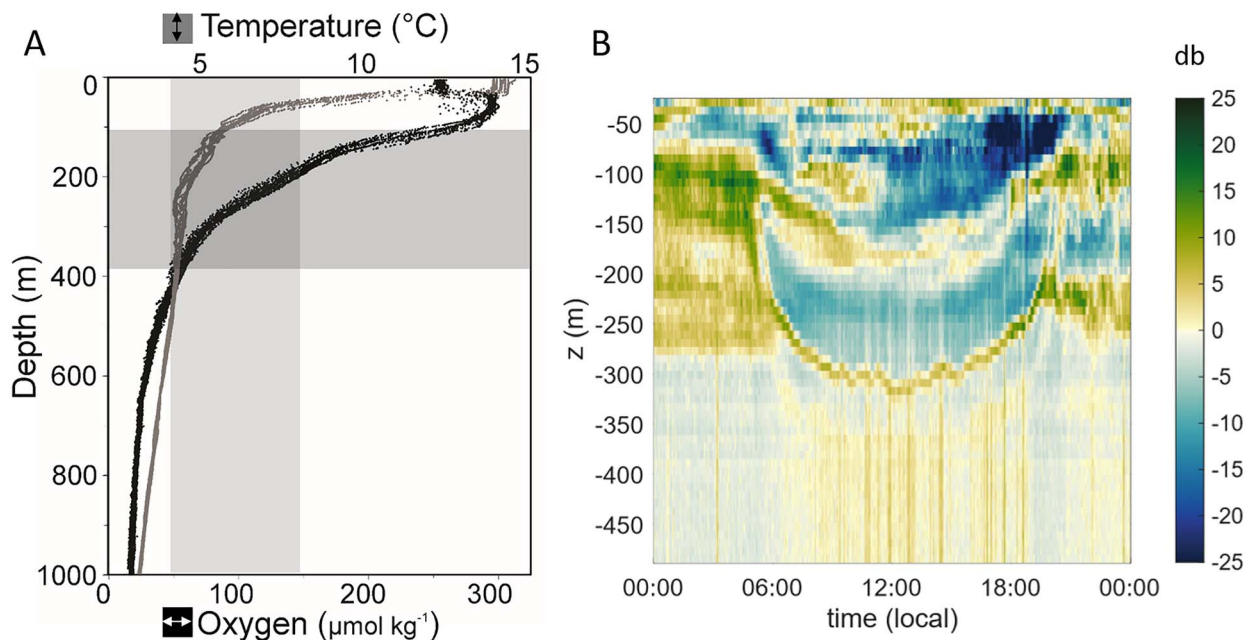 A
Temperature (°C)
5 10 15
0
200
400
600
800
1000
Depth (m)
0 100 200 300
Oxygen (μmol kg⁻¹)
B
db
-50
-100
-150
-200
-250
-300
-350
-400
-450
z (m)
00:00 06:00 12:00 18:00 00:00
time (local)
25
20
15
10
5
0
-5
-10
-15
-20
-25